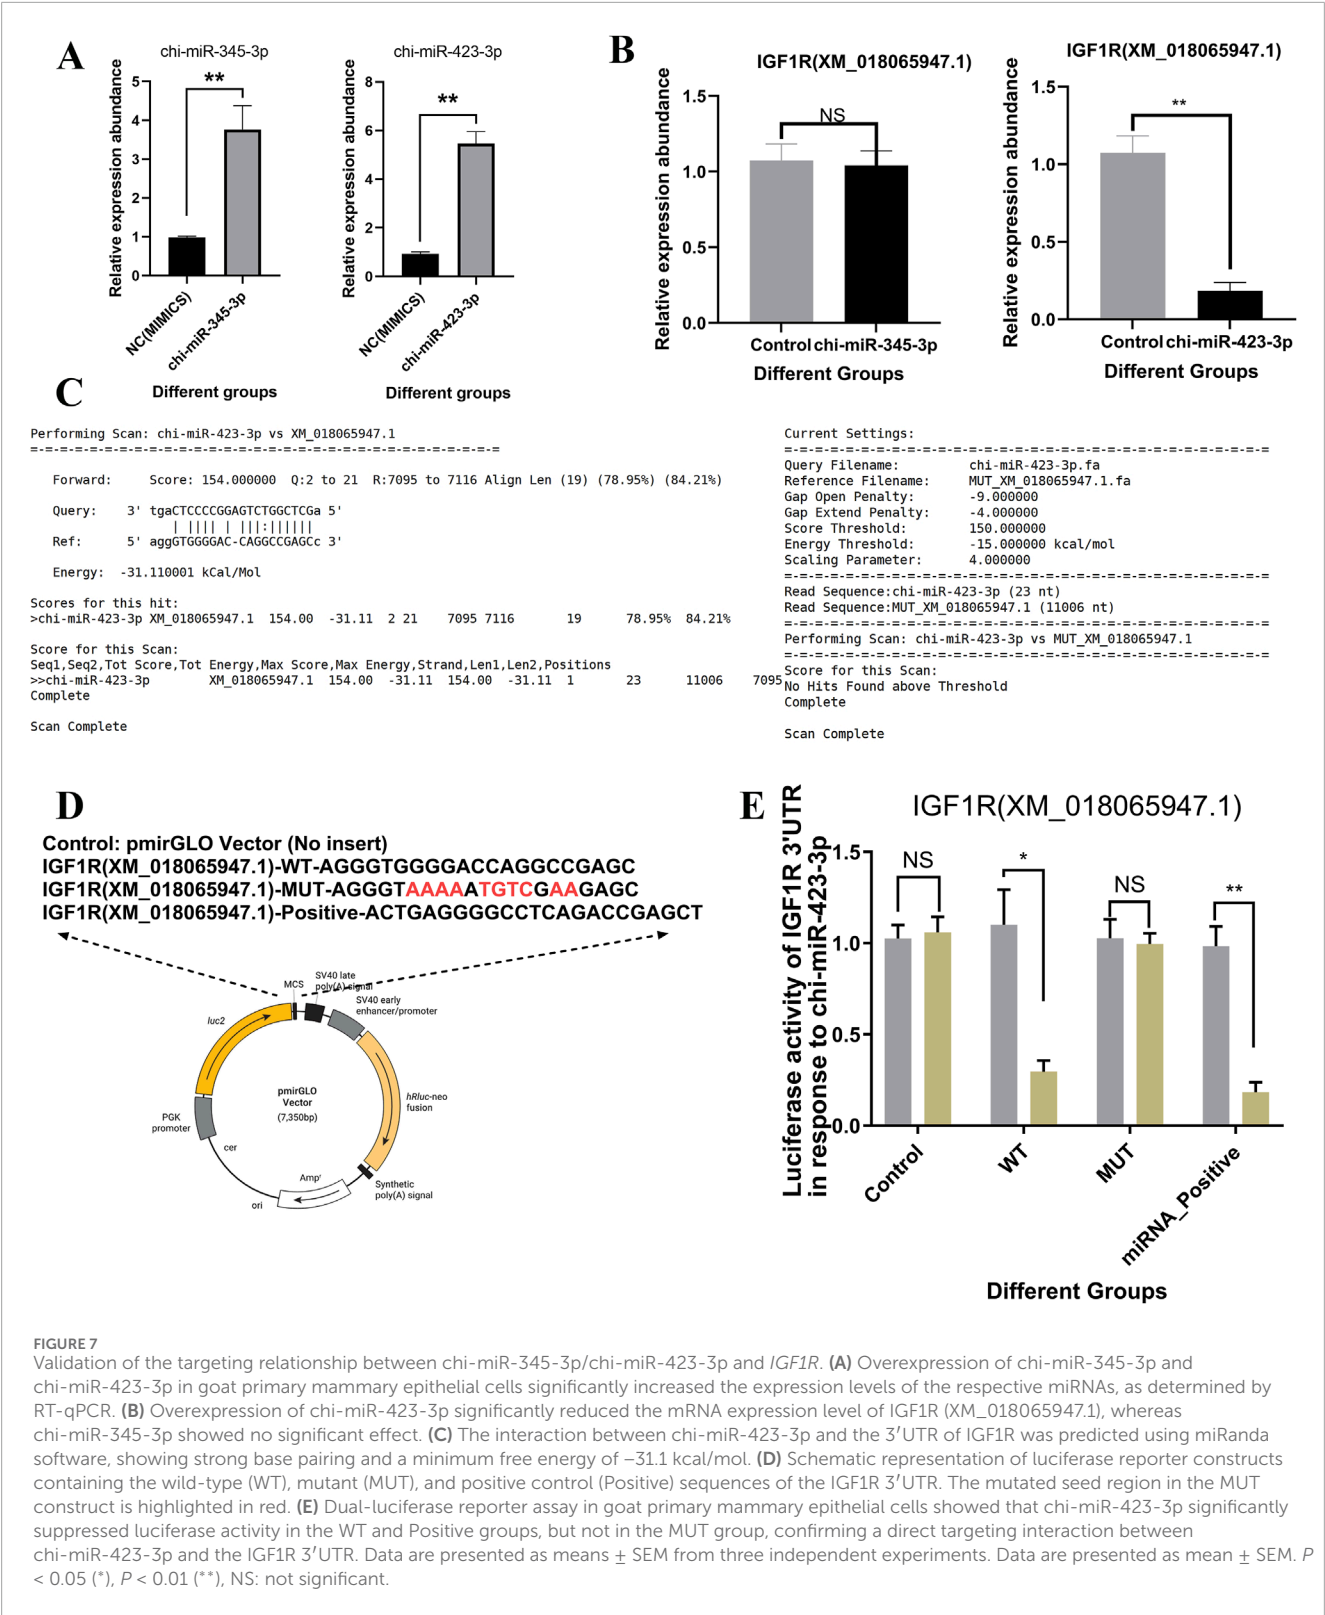 A
chi-miR-345-3p
**
Relative expression abundance
5
4
3
2
1
0
NC(MIMICS)
chi-miR-345-3p
Different groups
chi-miR-423-3p
**
Relative expression abundance
8
6
4
2
0
NC(MIMICS)
chi-miR-423-3p
Different groups
B
IGF1R(XM_018065947.1)
NS
Relative expression abundance
1.5
1.0
0.5
0.0
Control chi-miR-345-3p
Different Groups
IGF1R(XM_018065947.1)
**
Relative expression abundance
1.5
1.0
0.5
0.0
Control chi-miR-423-3p
Different Groups
C
Performing Scan: chi-miR-423-3p vs XM_018065947.1
=-=-=-=-=-=-=-=-=-=-=-=-=-=-=-=-=-=-=-=-=-=-=-=-=-=-=-=-=
Forward: Score: 154.000000 Q:2 to 21 R:7095 to 7116 Align Len (19) (78.95%) (84.21%)
Query: 3' tgaCTCCCCGGAGTCTGGCTCGa 5'
| |||| | |||:||||||
Ref: 5' aggGTGGGGAC-CAGGCCGAGCc 3'
Energy: -31.110001 kCal/Mol
Scores for this hit:
>chi-miR-423-3p XM_018065947.1 154.00 -31.11 2 21 7095 7116 19 78.95% 84.21%
Score for this Scan:
Seq1,Seq2,Tot Score,Tot Energy,Max Score,Max Energy,Strand,Len1,Len2,Positions
>>chi-miR-423-3p XM_018065947.1 154.00 -31.11 154.00 -31.11 1 23 11006 7095
Complete
Scan Complete
Current Settings:
=-=-=-=-=-=-=-=-=-=-=-=-=-=-=-=-=-=-=-=-=-=-=-=-=-=-=-=-=-=
Query Filename: chi-miR-423-3p.fa
Reference Filename: MUT_XM_018065947.1.fa
Gap Open Penalty: -9.000000
Gap Extend Penalty: -4.000000
Score Threshold: 150.000000
Energy Threshold: -15.000000 kcal/mol
Scaling Parameter: 4.000000
=-=-=-=-=-=-=-=-=-=-=-=-=-=-=-=-=-=-=-=-=-=-=-=-=-=-=-=-=-=
Read Sequence:chi-miR-423-3p (23 nt)
Read Sequence:MUT_XM_018065947.1 (11006 nt)
=-=-=-=-=-=-=-=-=-=-=-=-=-=-=-=-=-=-=-=-=-=-=-=-=-=-=-=-=-=
Performing Scan: chi-miR-423-3p vs MUT_XM_018065947.1
=-=-=-=-=-=-=-=-=-=-=-=-=-=-=-=-=-=-=-=-=-=-=-=-=-=-=-=-=-=
Score for this Scan:
No Hits Found above Threshold
Complete
Scan Complete
D
Control: pmirGLO Vector (No insert)
IGF1R(XM_018065947.1)-WT-AGGGTGGGGACCAGGCCGAGC
IGF1R(XM_018065947.1)-MUT-AGGGTAAAAATGTCGAAGAGC
IGF1R(XM_018065947.1)-Positive-ACTGAGGGGCCTCAGACCGAGCT
MCS
SV40 late
poly(A) signal
SV40 early
enhancer/promoter
luc2
hRluc-neo
fusion
pmirGLO
Vector
(7,350bp)
PGK
promoter
cer
Ampr
ori
Synthetic
poly(A) signal
E
IGF1R(XM_018065947.1)
Luciferase activity of IGF1R 3'UTR
in response to chi-miR-423-3p
1.5
1.0
0.5
0.0
NS
*
NS
**
Control
WT
MUT
miRNA_Positive
Different Groups
FIGURE 7
Validation of the targeting relationship between chi-miR-345-3p/chi-miR-423-3p and IGF1R. (A) Overexpression of chi-miR-345-3p and
chi-miR-423-3p in goat primary mammary epithelial cells significantly increased the expression levels of the respective miRNAs, as determined by
RT-qPCR. (B) Overexpression of chi-miR-423-3p significantly reduced the mRNA expression level of IGF1R (XM_018065947.1), whereas
chi-miR-345-3p showed no significant effect. (C) The interaction between chi-miR-423-3p and the 3′UTR of IGF1R was predicted using miRanda
software, showing strong base pairing and a minimum free energy of −31.1 kcal/mol. (D) Schematic representation of luciferase reporter constructs
containing the wild-type (WT), mutant (MUT), and positive control (Positive) sequences of the IGF1R 3′UTR. The mutated seed region in the MUT
construct is highlighted in red. (E) Dual-luciferase reporter assay in goat primary mammary epithelial cells showed that chi-miR-423-3p significantly
suppressed luciferase activity in the WT and Positive groups, but not in the MUT group, confirming a direct targeting interaction between
chi-miR-423-3p and the IGF1R 3′UTR. Data are presented as means ± SEM from three independent experiments. Data are presented as mean ± SEM. P
< 0.05 (*), P < 0.01 (**), NS: not significant.